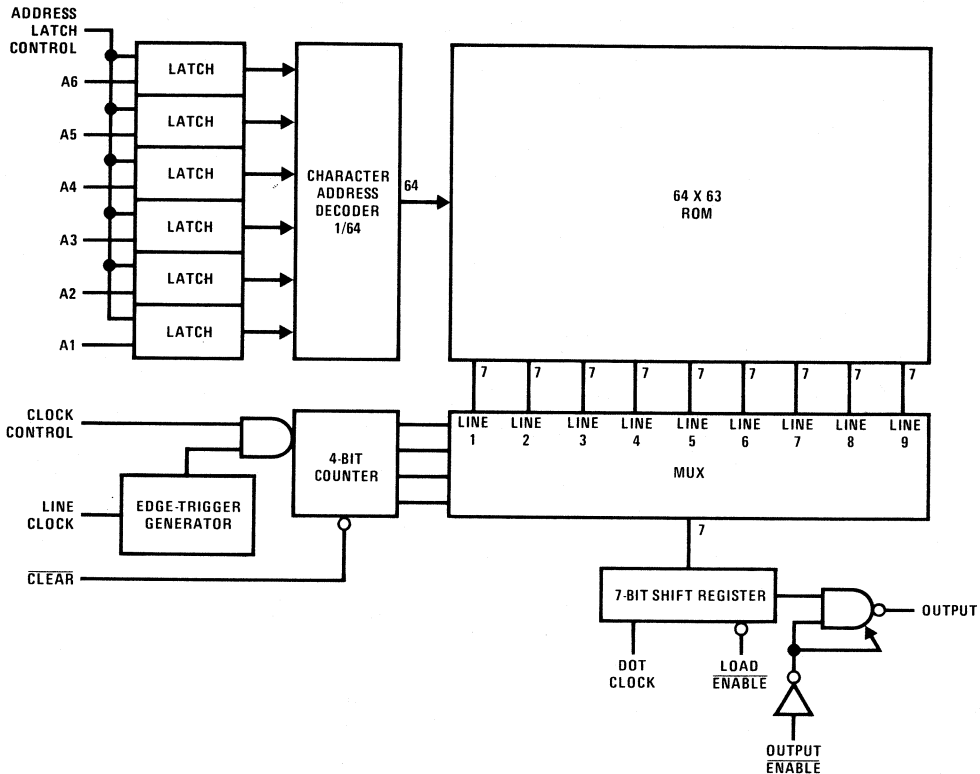 ADDRESS
LATCH
CONTROL
A6
A5
A4
A3
A2
A1
LATCH
LATCH
LATCH
LATCH
LATCH
LATCH
CHARACTER
ADDRESS
DECODER
1/64
64
64 X 63
ROM
7 7 7 7 7 7 7 7 7
LINE LINE LINE LINE LINE LINE LINE LINE LINE
1 2 3 4 5 6 7 8 9
MUX
CLOCK
CONTROL
4-BIT
COUNTER
LINE
CLOCK
EDGE-TRIGGER
GENERATOR
CLEAR
7
7-BIT SHIFT REGISTER
OUTPUT
DOT
CLOCK
LOAD
ENABLE
OUTPUT
ENABLE